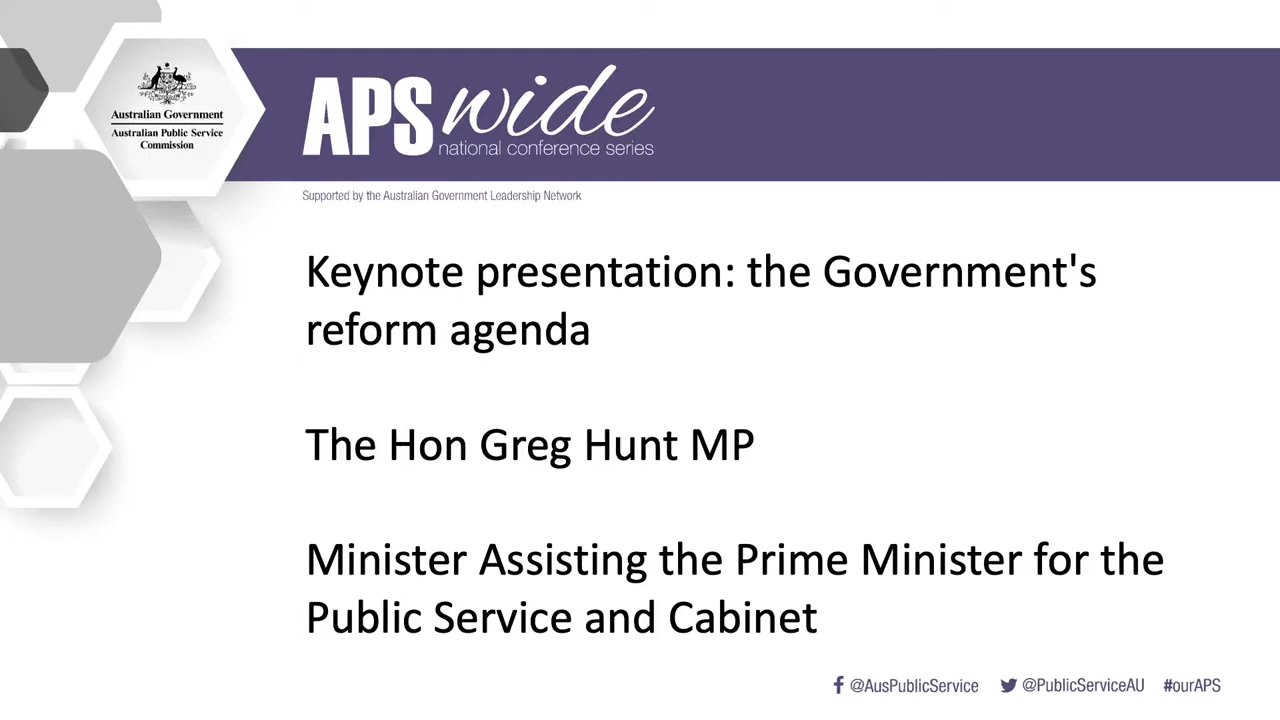 Australian Government
Australian Public Service
Commission
APS wide
national conference series
Supported by the Australian Government Leadership Network
Keynote presentation: the Government's
reform agenda
The Hon Greg Hunt MP
Minister Assisting the Prime Minister for the
Public Service and Cabinet
@AusPublicService @PublicServiceAU #ourAPS